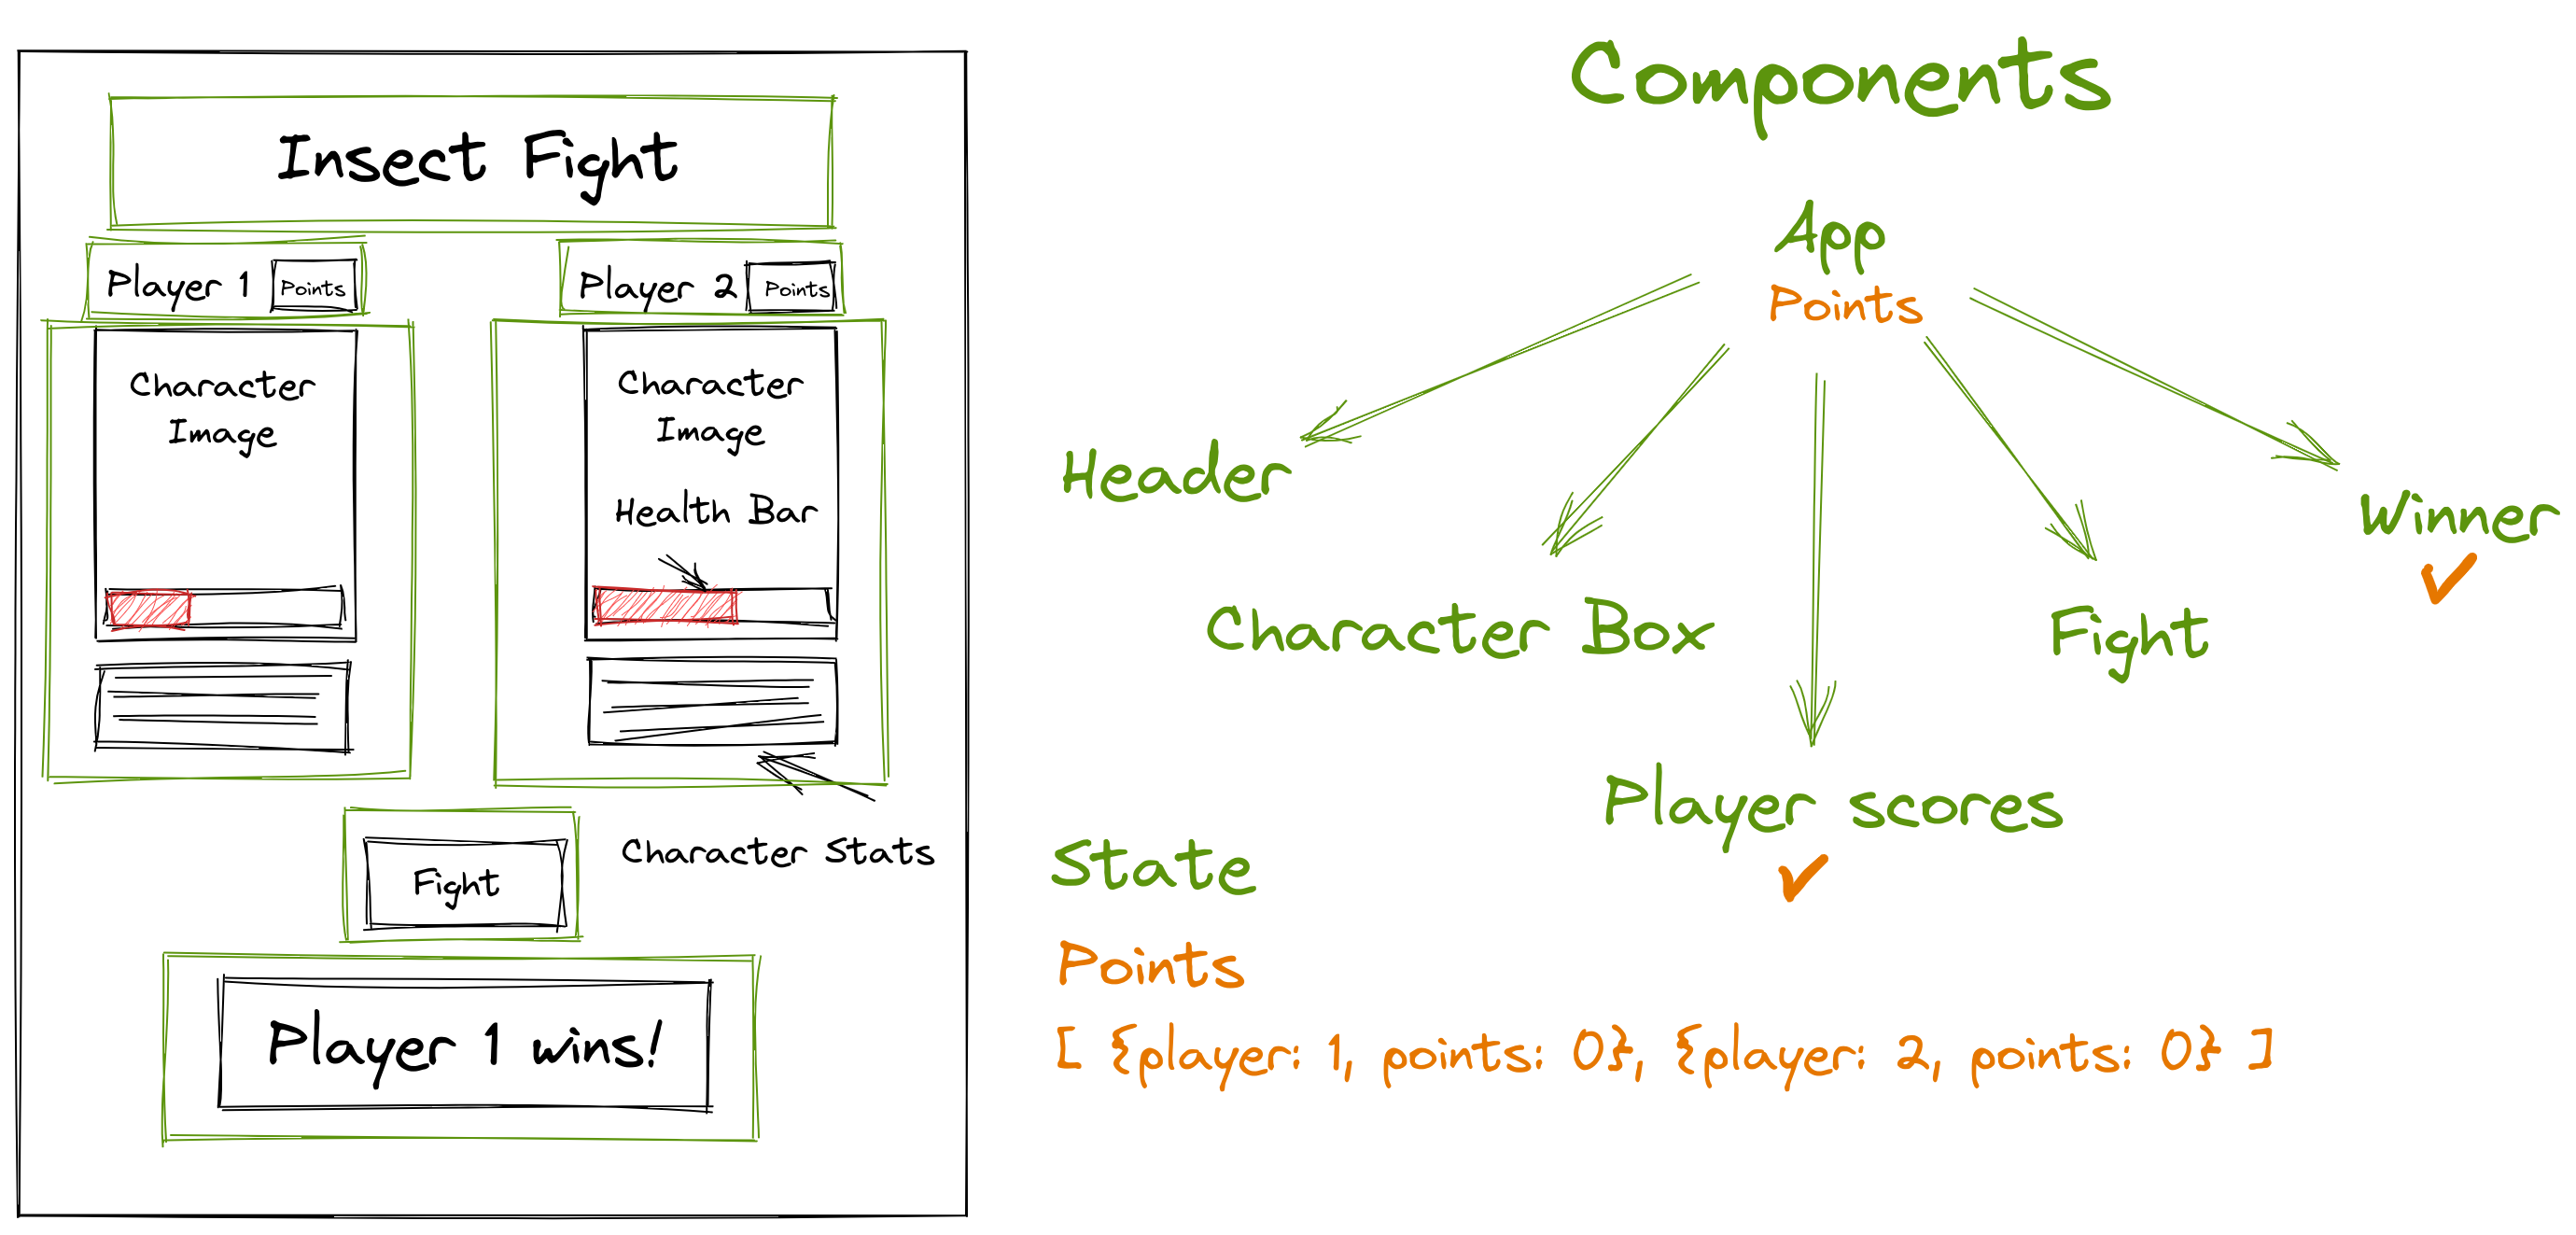 Insect Fight
Player 1
Points
Player 2
Points
Character
Image
Character
Image
Health Bar
Fight
Character Stats
Player 1 wins!
Components
App
Points
Header
Character Box
Player scores
Fight
Winner
State
Points
[ {player: 1, points: 0}, {player: 2, points: 0} ]